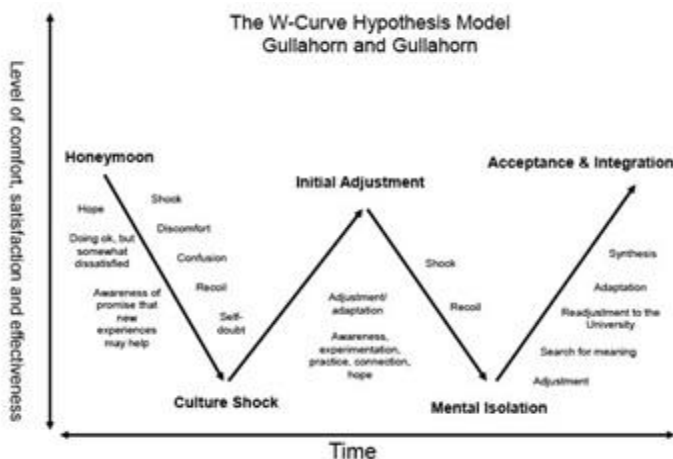 The W-Curve Hypothesis Model
Gullahorn and Gullahorn
Level of comfort, satisfaction and effectiveness
Honeymoon
Hope
Doing ok, but
somewhat
dissatisfied
Awareness of
promise that
new
experiences
may help
Shook
Discomfort
Confusion
Recoil
Self-
doubt
Culture Shock
Initial Adjustment
Adjustment/
adaptation
Awareness,
experimentation,
practice, connection,
hope
Shock
Recoil
Mental Isolation
Acceptance & Integration
Synthesis
Adaptation
Readjustment to the
University
Search for meaning
Adjustment
Time